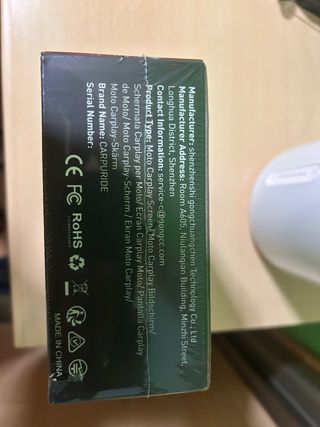 Manufacturer: shenzhenshi gongchuangzhen Technology Co., Ltd
Manufacturer Address: Room A605, Niulanqian Building, Minzhi Street,
Longhua District, Shenzhen
Contact Information: service-c@gongcc.com
Product Type: Moto Carplay Screen/ Moto Carplay Bildschirm/
Schermata Carplay per Moto/ Écran Carplay Moto/ Pantalla Carplay
de Moto/ Moto Carplay-Scherm / Ekran Moto Carplay/
Moto Carplay-Skärm
Brand Name: CARPURIDE
Serial Number:
CE FC RoHS
MADE IN CHINA